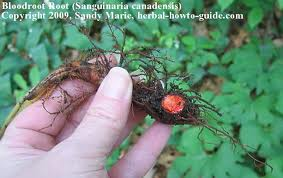 Bloodroot Root (Sanguinaria canadensis)
Copyright 2009, Sandy Marie, herbal-howto-guide.com